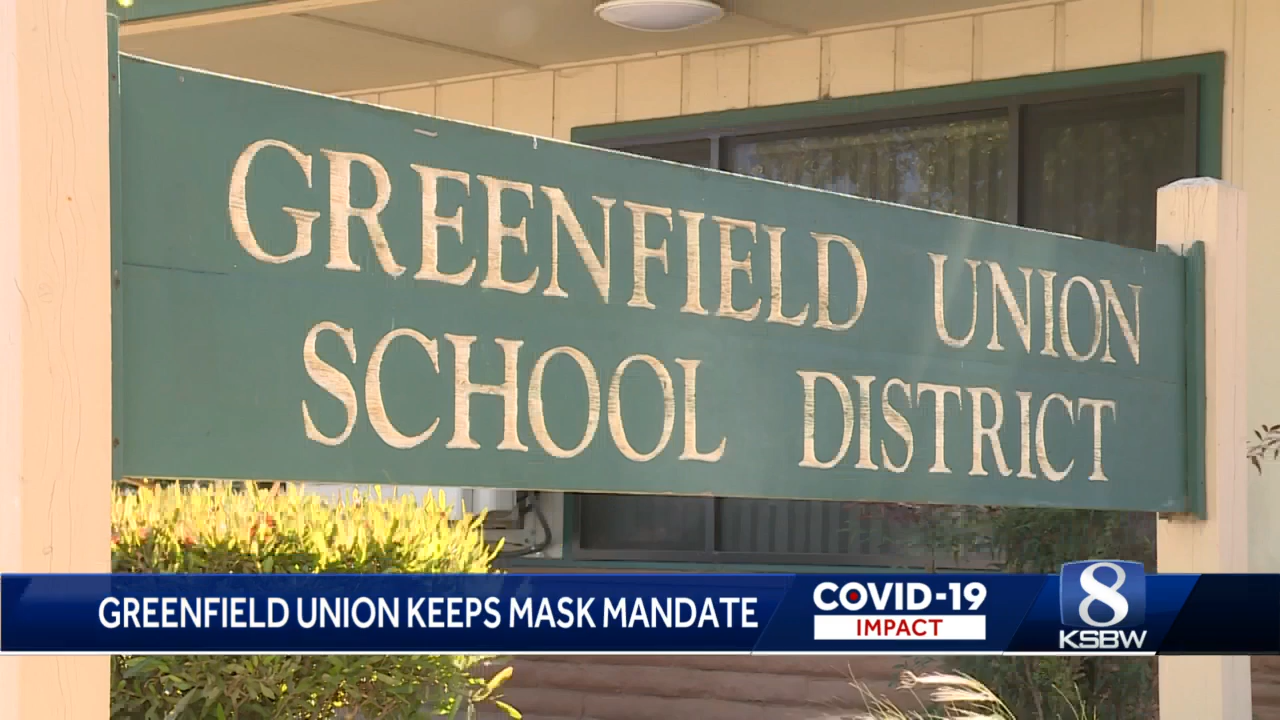 GREENFIELD UNION
SCHOOL DISTRICT
GREENFIELD UNION KEEPS MASK MANDATE
COVID-19
IMPACT
8
KSBW